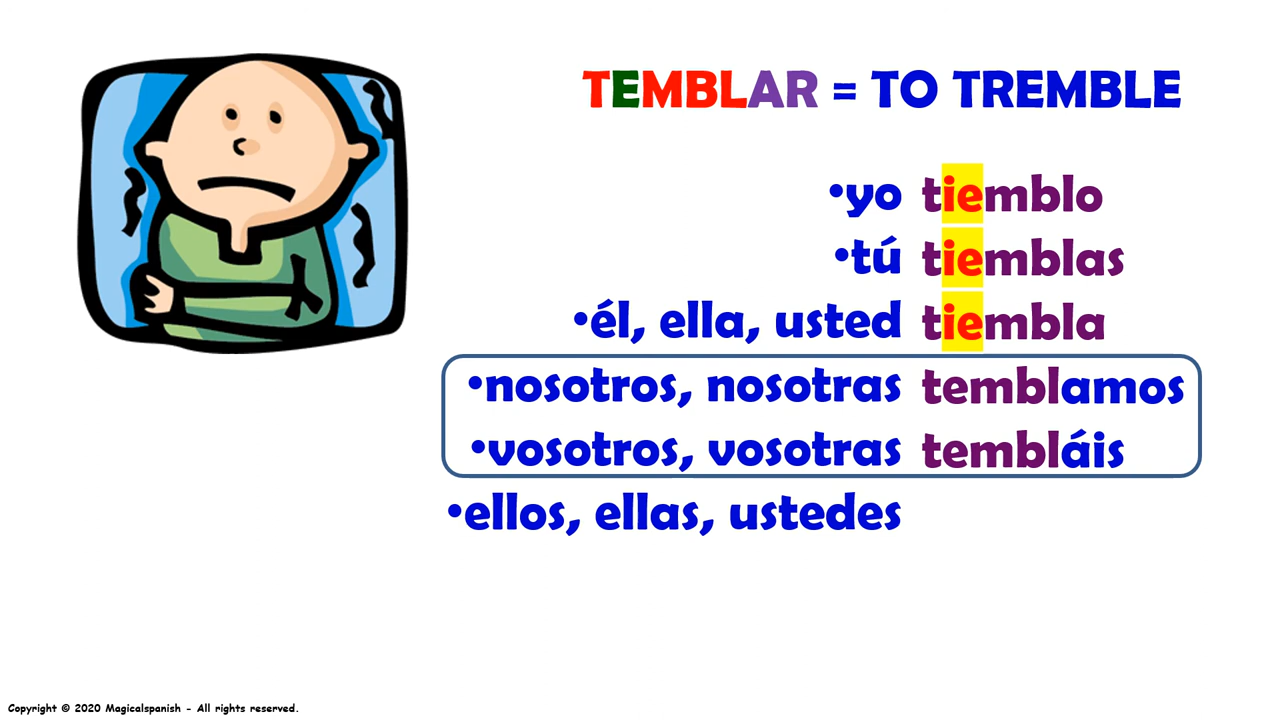 TEMBLAR = TO TREMBLE
•yo tiemblo
•tú tiemblas
•él, ella, usted tiembla
•nosotros, nosotras temblamos
•vosotros, vosotras tembláis
•ellos, ellas, ustedes
Copyright © 2020 Magicalspanish - All rights reserved.